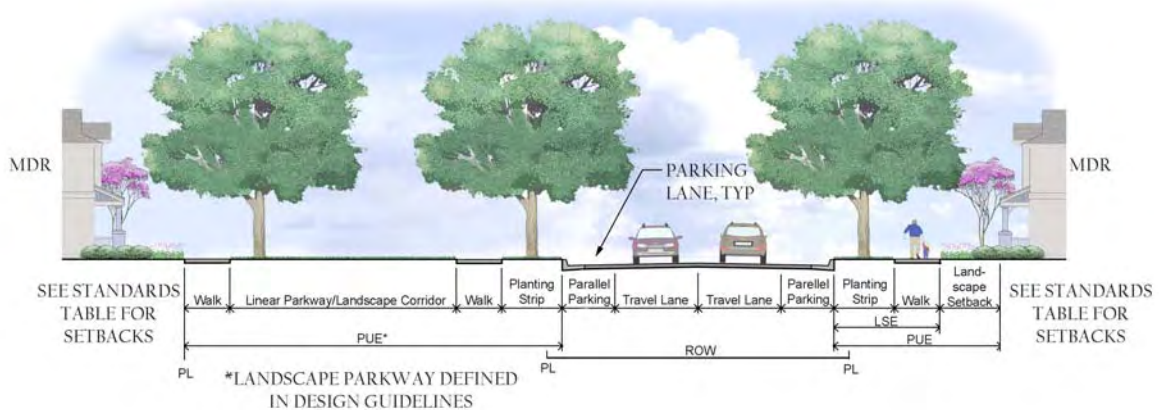 MDR
PARKING
LANE, TYP
MDR
SEE STANDARDS
TABLE FOR
SETBACKS
Walk
Linear Parkway/Landscape Corridor
Walk
Planting
Strip
Parallel
Parking
Travel Lane
Travel Lane
Parellel
Parking
Planting
Strip
Walk
Land-
scape
Setback
SEE STANDARDS
TABLE FOR
SETBACKS
LSE
PUE*
PUE
ROW
PL
PL
PL
*LANDSCAPE PARKWAY DEFINED
IN DESIGN GUIDELINES